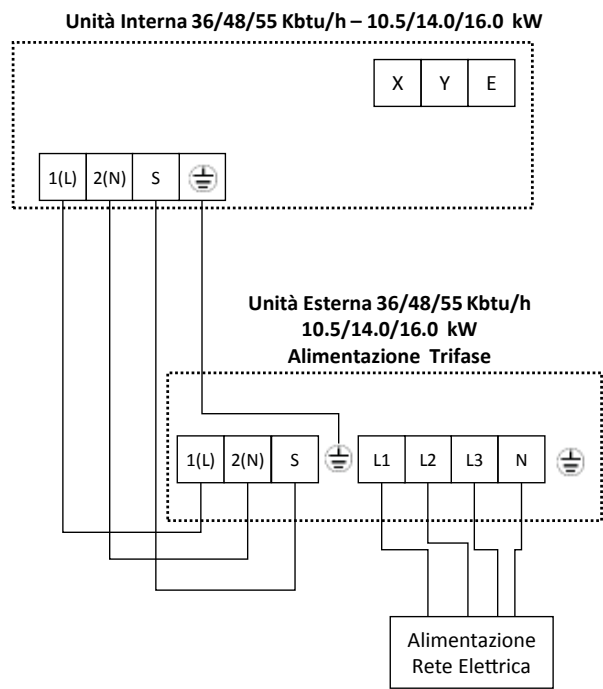 Unità Interna 36/48/55 Kbtu/h – 10.5/14.0/16.0 kW
X Y E
1(L) 2(N) S
Unità Esterna 36/48/55 Kbtu/h
10.5/14.0/16.0 kW
Alimentazione Trifase
1(L) 2(N) S L1 L2 L3 N
Alimentazione
Rete Elettrica